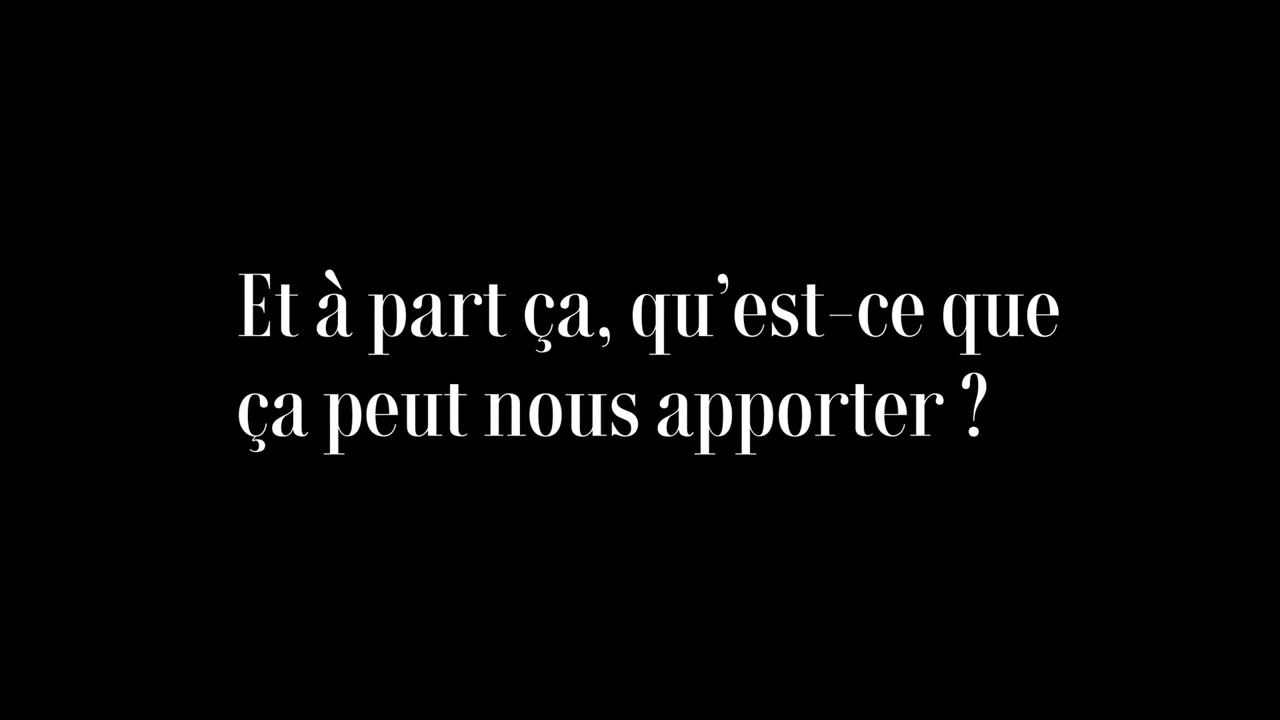 Et à part ça, qu’est-ce que
ça peut nous apporter ?